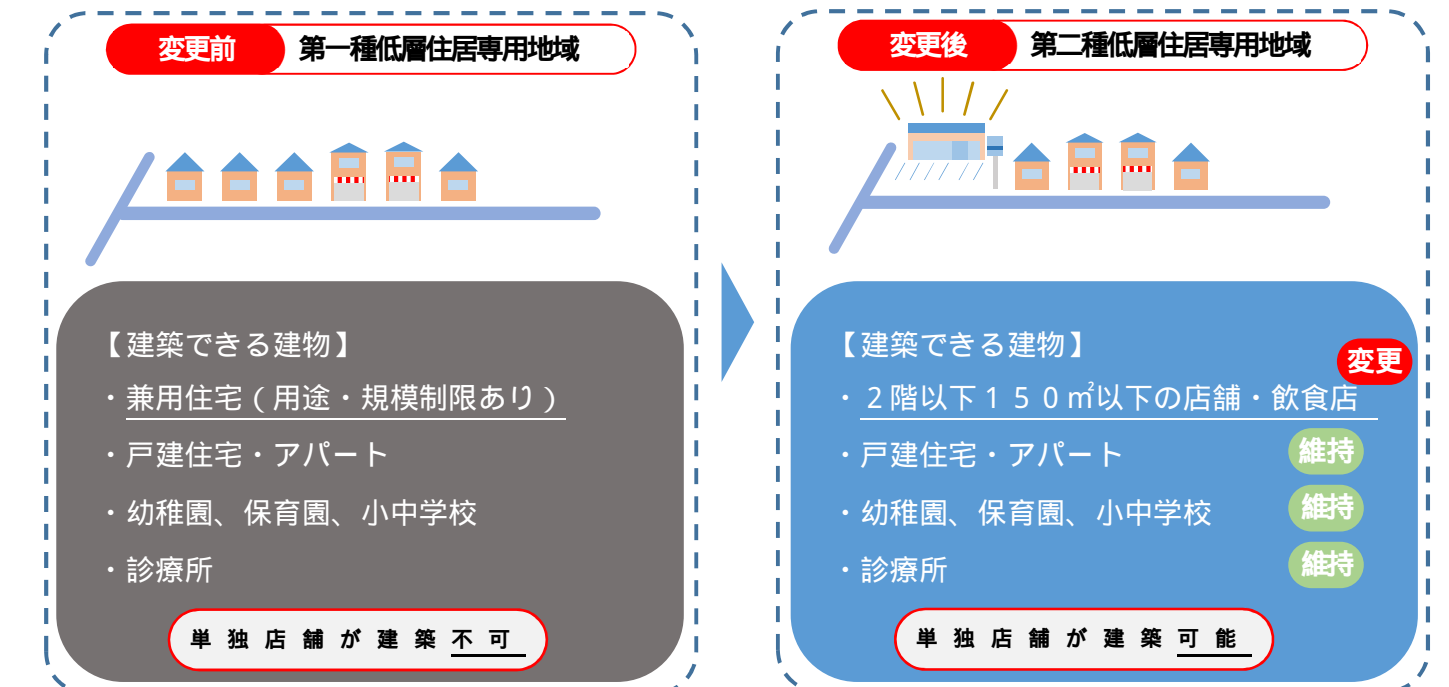 変更前 第一種低層住居専用地域
【建築できる建物】
・兼用住宅(用途・規模制限あり)
・戸建住宅・アパート
・幼稚園、保育園、小中学校
・診療所
単独店舗が建築不可
変更後 第二種低層住居専用地域
【建築できる建物】
変更
・2階以下150㎡以下の店舗・飲食店
・戸建住宅・アパート 維持
・幼稚園、保育園、小中学校 維持
・診療所 維持
単独店舗が建築可能